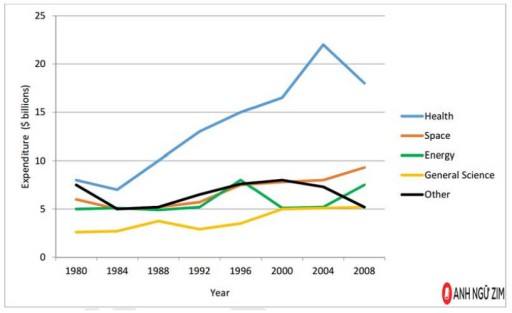 25
20
15
10
5
0
Expenditure ($ billions)
1980 1984 1988 1992 1996 2000 2004 2008
Year
Health
Space
Energy
General Science
Other
ANH NGỮ ZIM